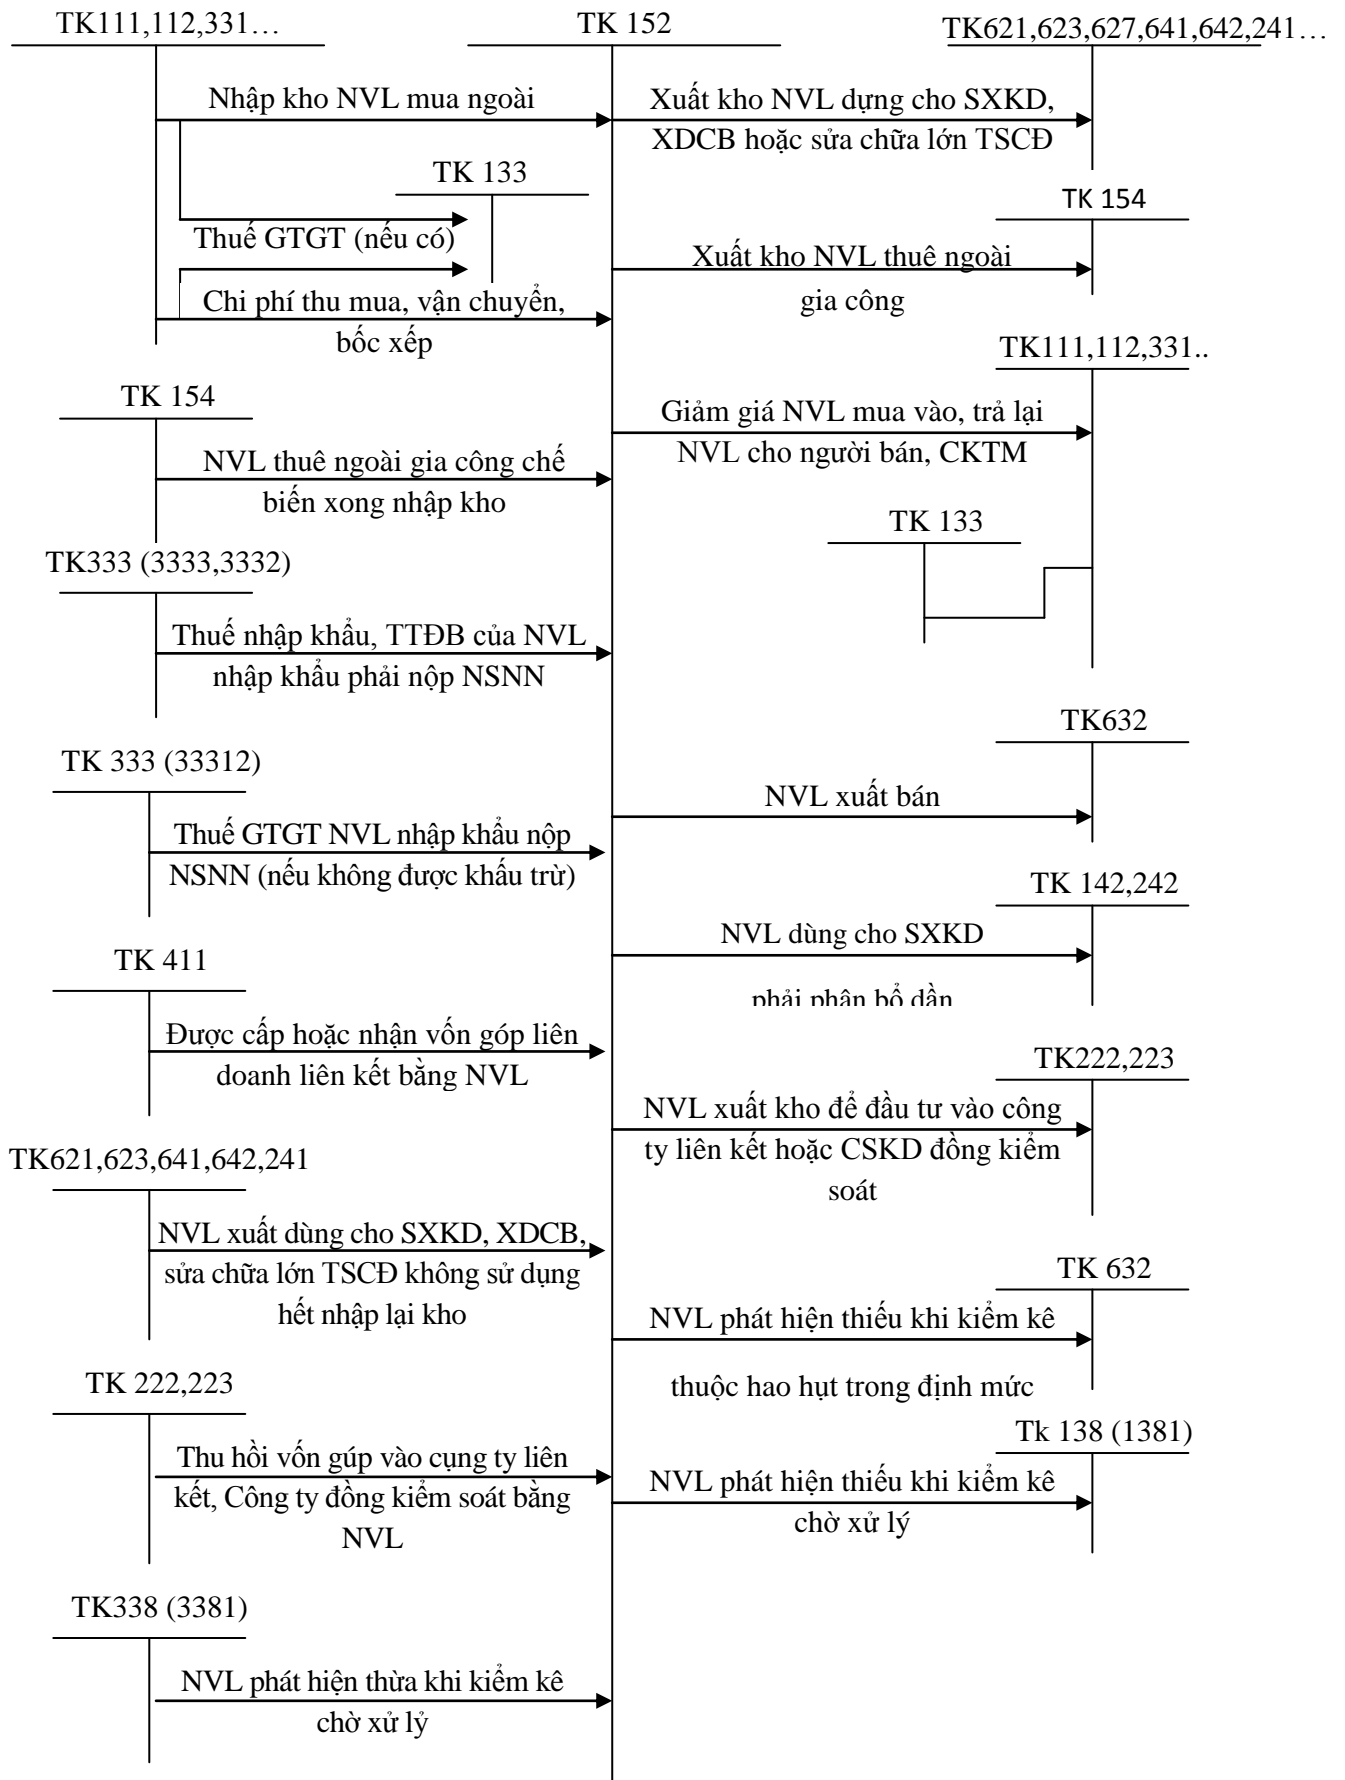 TK111,112,331…
TK 152
TK621,623,627,641,642,241…
Nhập kho NVL mua ngoài
Xuất kho NVL dựng cho SXKD,
XDCB hoặc sửa chữa lớn TSCĐ
TK 133
TK 154
Thuế GTGT (nếu có)
Xuất kho NVL thuê ngoài
gia công
Chi phí thu mua, vận chuyển,
bốc xếp
TK111,112,331..
TK 154
Giảm giá NVL mua vào, trả lại
NVL cho người bán, CKTM
NVL thuê ngoài gia công chế
biến xong nhập kho
TK 133
TK333 (3333,3332)
Thuế nhập khẩu, TTĐB của NVL
nhập khẩu phải nộp NSNN
TK632
TK 333 (33312)
NVL xuất bán
Thuế GTGT NVL nhập khẩu nộp
NSNN (nếu không được khấu trừ)
TK 142,242
NVL dùng cho SXKD
phải phân bổ dần
TK 411
Được cấp hoặc nhận vốn góp liên
doanh liên kết bằng NVL
TK222,223
NVL xuất kho để đầu tư vào công
ty liên kết hoặc CSKD đồng kiểm
soát
TK621,623,641,642,241
NVL xuất dùng cho SXKD, XDCB,
sửa chữa lớn TSCĐ không sử dụng
hết nhập lại kho
TK 632
NVL phát hiện thiếu khi kiểm kê
thuộc hao hụt trong định mức
TK 222,223
Thu hồi vốn gúp vào cụng ty liên
kết, Công ty đồng kiểm soát bằng
NVL
Tk 138 (1381)
NVL phát hiện thiếu khi kiểm kê
chờ xử lý
TK338 (3381)
NVL phát hiện thừa khi kiểm kê
chờ xử lỷ